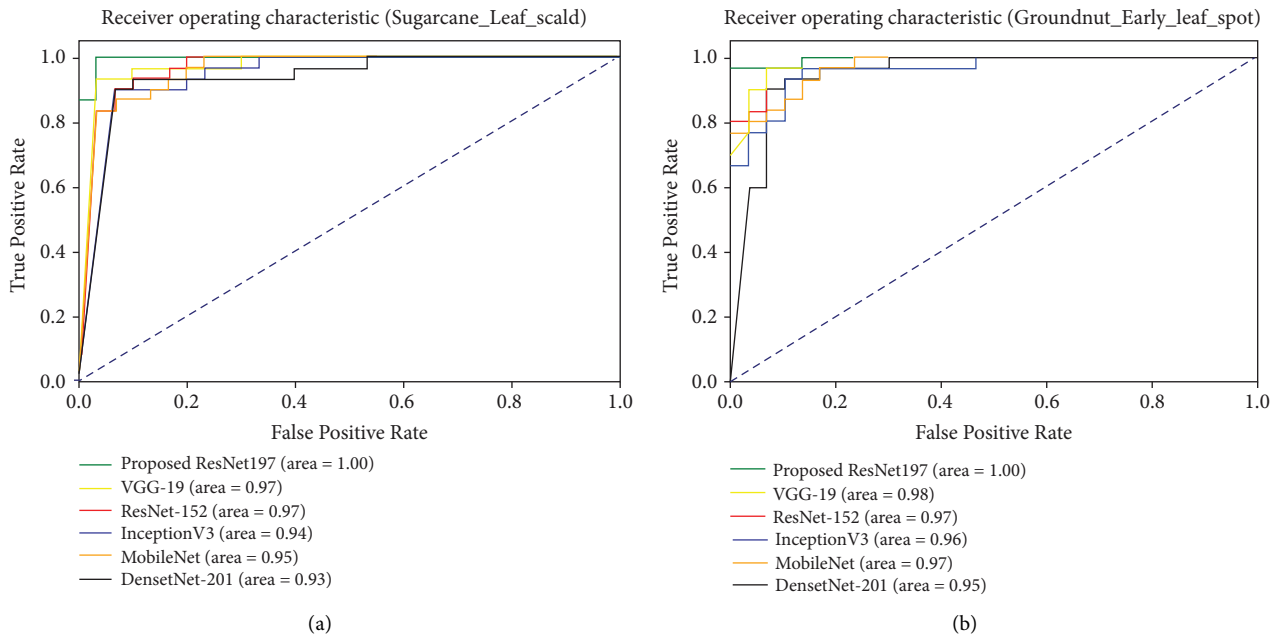 Receiver operating characteristic (Sugarcane_Leaf_scald)
True Positive Rate
1.0
0.8
0.6
0.4
0.2
0.0
0.0 0.2 0.4 0.6 0.8 1.0
False Positive Rate
Proposed ResNet197 (area = 1.00)
VGG-19 (area = 0.97)
ResNet-152 (area = 0.97)
InceptionV3 (area = 0.94)
MobileNet (area = 0.95)
DensetNet-201 (area = 0.93)
(a)
Receiver operating characteristic (Groundnut_Early_leaf_spot)
True Positive Rate
1.0
0.8
0.6
0.4
0.2
0.0
0.0 0.2 0.4 0.6 0.8 1.0
False Positive Rate
Proposed ResNet197 (area = 1.00)
VGG-19 (area = 0.98)
ResNet-152 (area = 0.97)
InceptionV3 (area = 0.96)
MobileNet (area = 0.97)
DensetNet-201 (area = 0.95)
(b)